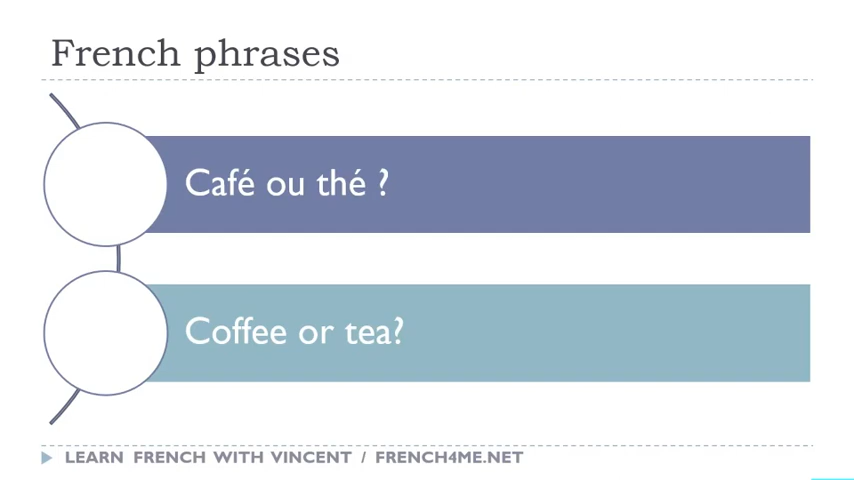 French phrases
Café ou thé ?
Coffee or tea?
LEARN FRENCH WITH VINCENT / FRENCH4ME.NET